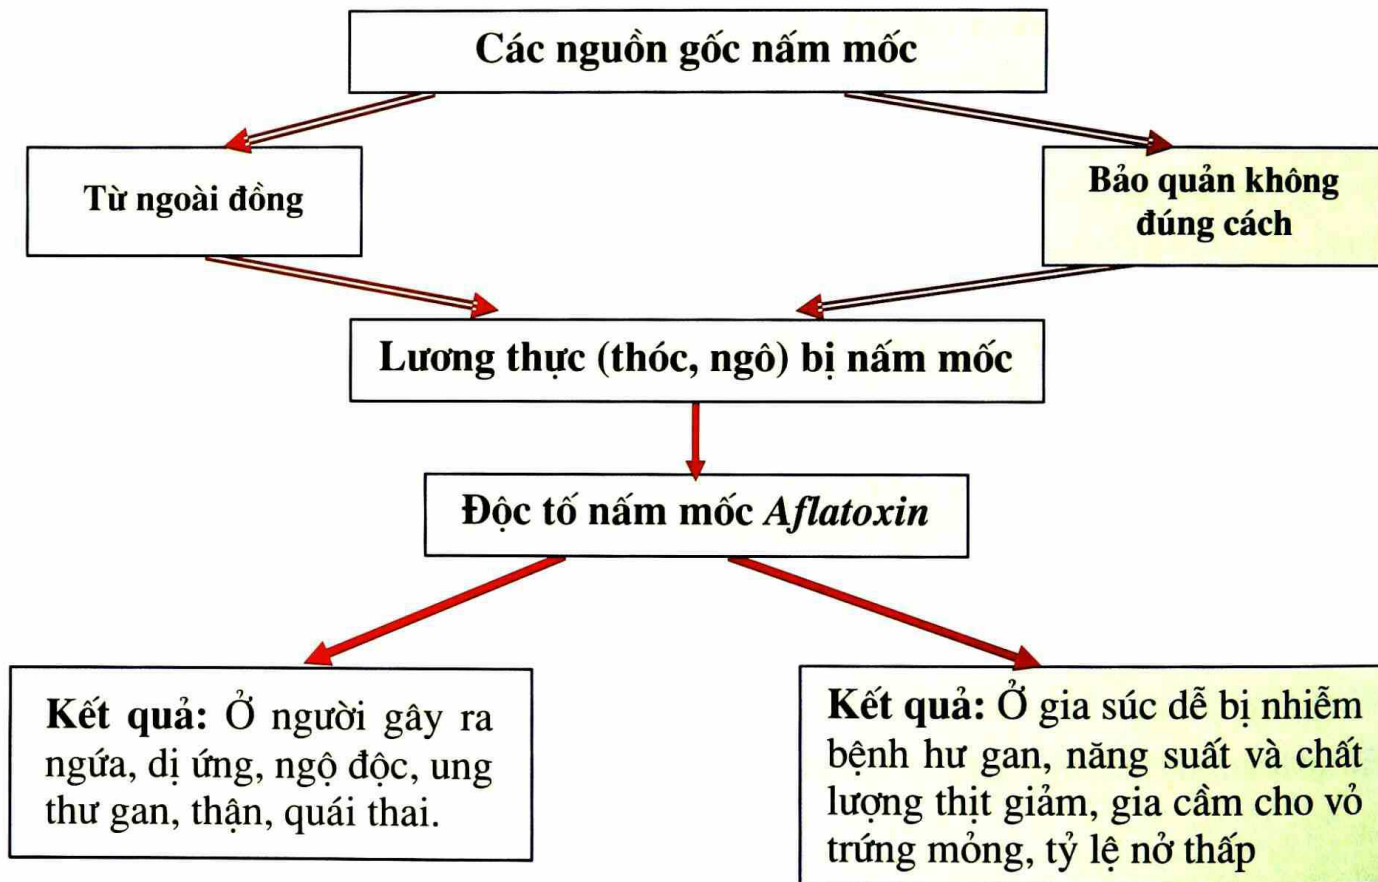 Các nguồn gốc nấm mốc
Từ ngoài đồng
Bảo quản không
đúng cách
Lương thực (thóc, ngô) bị nấm mốc
Độc tố nấm mốc Aflatoxin
Kết quả: Ở người gây ra
ngứa, dị ứng, ngộ độc, ung
thư gan, thận, quái thai.
Kết quả: Ở gia súc dễ bị nhiễm
bệnh hư gan, năng suất và chất
lượng thịt giảm, gia cầm cho vỏ
trứng mỏng, tỷ lệ nở thấp